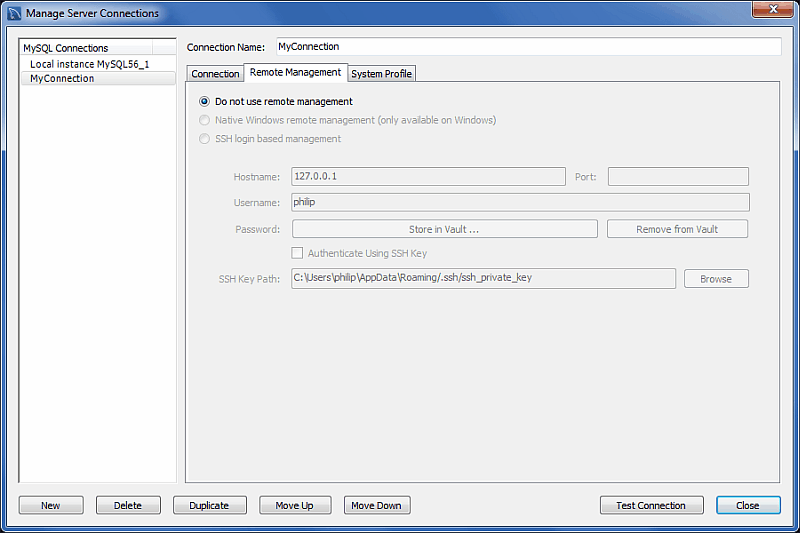 Manage Server Connections
MySQL Connections
Local instance MySQL56_1
MyConnection
Connection Name: MyConnection
Connection Remote Management System Profile
Do not use remote management
Native Windows remote management (only available on Windows)
SSH login based management
Hostname: 127.0.0.1 Port:
Username: philip
Password: Store in Vault ... Remove from Vault
Authenticate Using SSH Key
SSH Key Path: C:\Users\philip\AppData\Roaming/.ssh/ssh_private_key Browse
New Delete Duplicate Move Up Move Down Test Connection Close